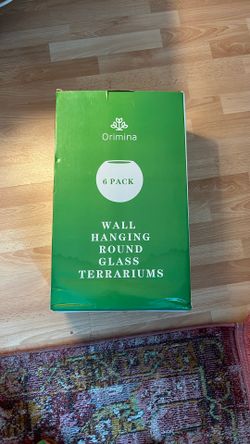 Orimina
6 PACK
WALL
HANGING
ROUND
GLASS
TERRARIUMS